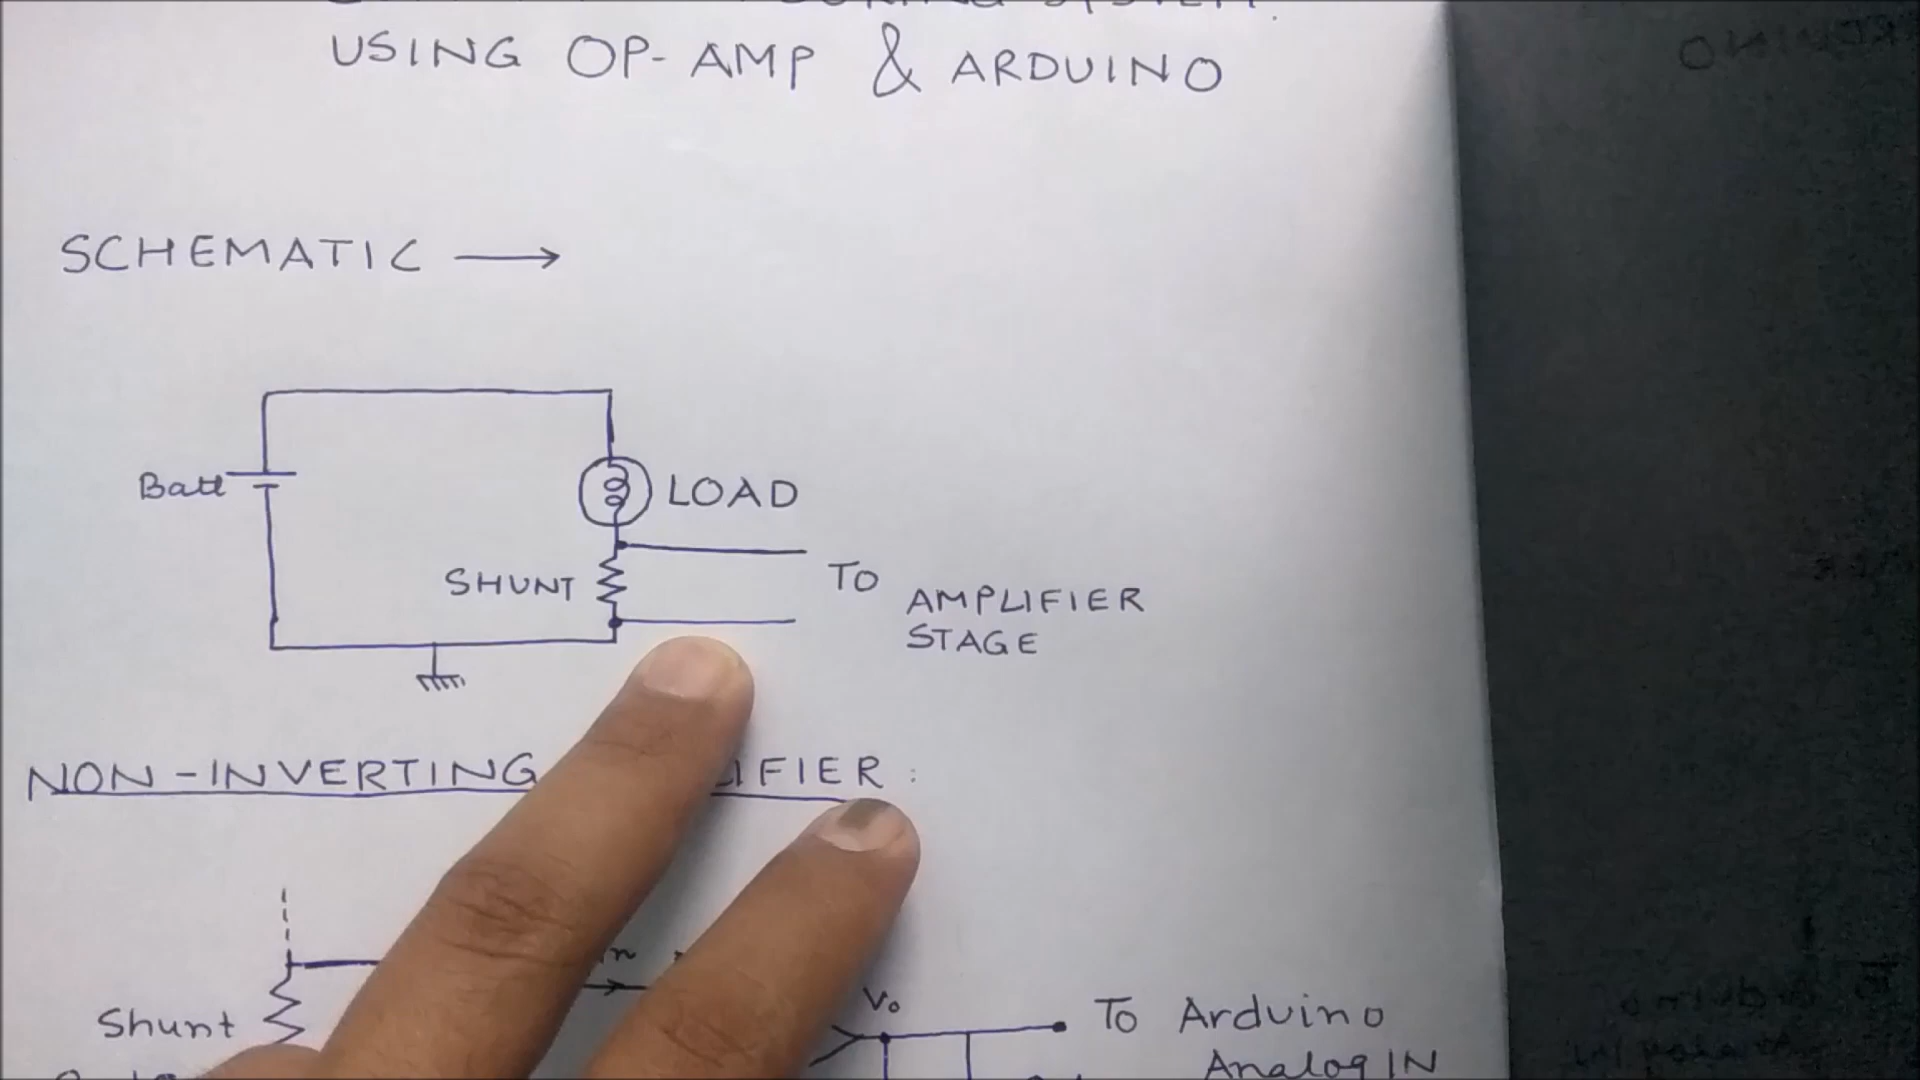 USING OP-AMP & ARDUINO
SCHEMATIC →
Batt
LOAD
SHUNT
TO AMPLIFIER
STAGE
NON-INVERTING IFIER:
Vo
Shunt
To Arduino
Analog IN